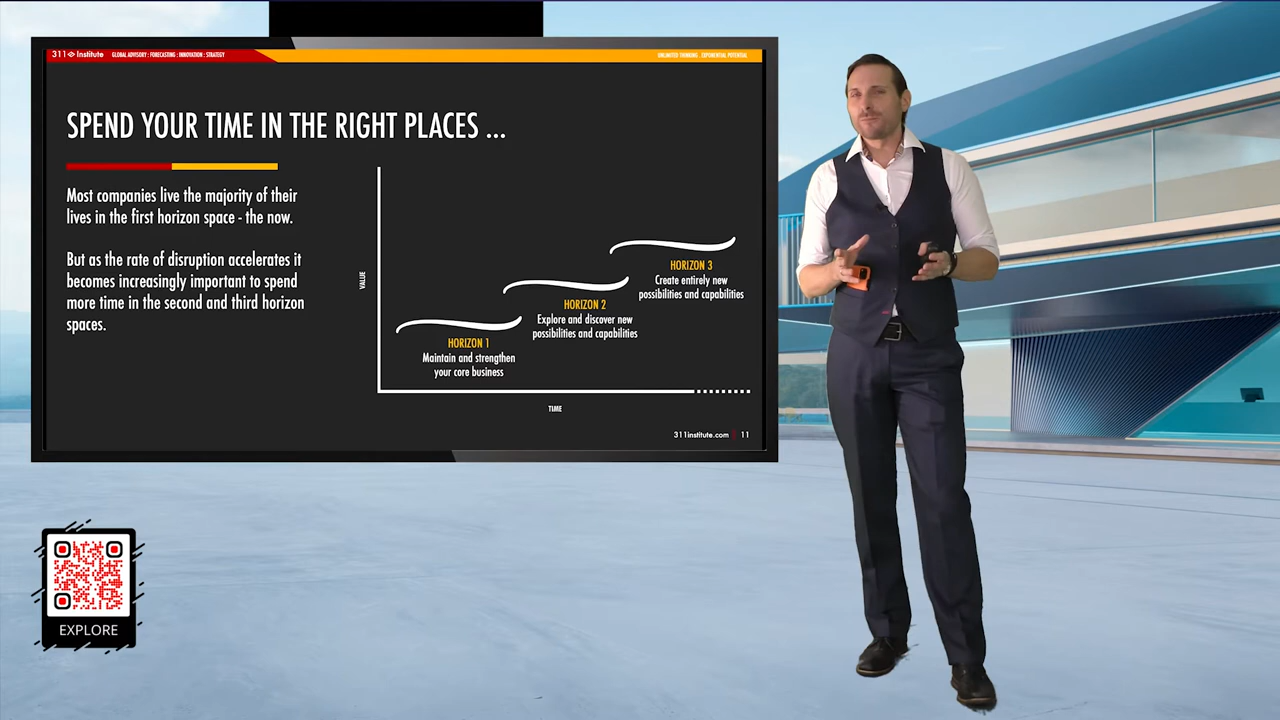 311 Institute GLOBAL ADVISORY : FORECASTING : INNOVATION : STRATEGY
UNLIMITED THINKING . EXPONENTIAL POTENTIAL
SPEND YOUR TIME IN THE RIGHT PLACES ...
Most companies live the majority of their
lives in the first horizon space - the now.
But as the rate of disruption accelerates it
becomes increasingly important to spend
more time in the second and third horizon
spaces.
VALUE
HORIZON 3
Create entirely new
possibilities and capabilities
HORIZON 2
Explore and discover new
possibilities and capabilities
HORIZON 1
Maintain and strengthen
your core business
TIME
311institute.com | 11
EXPLORE